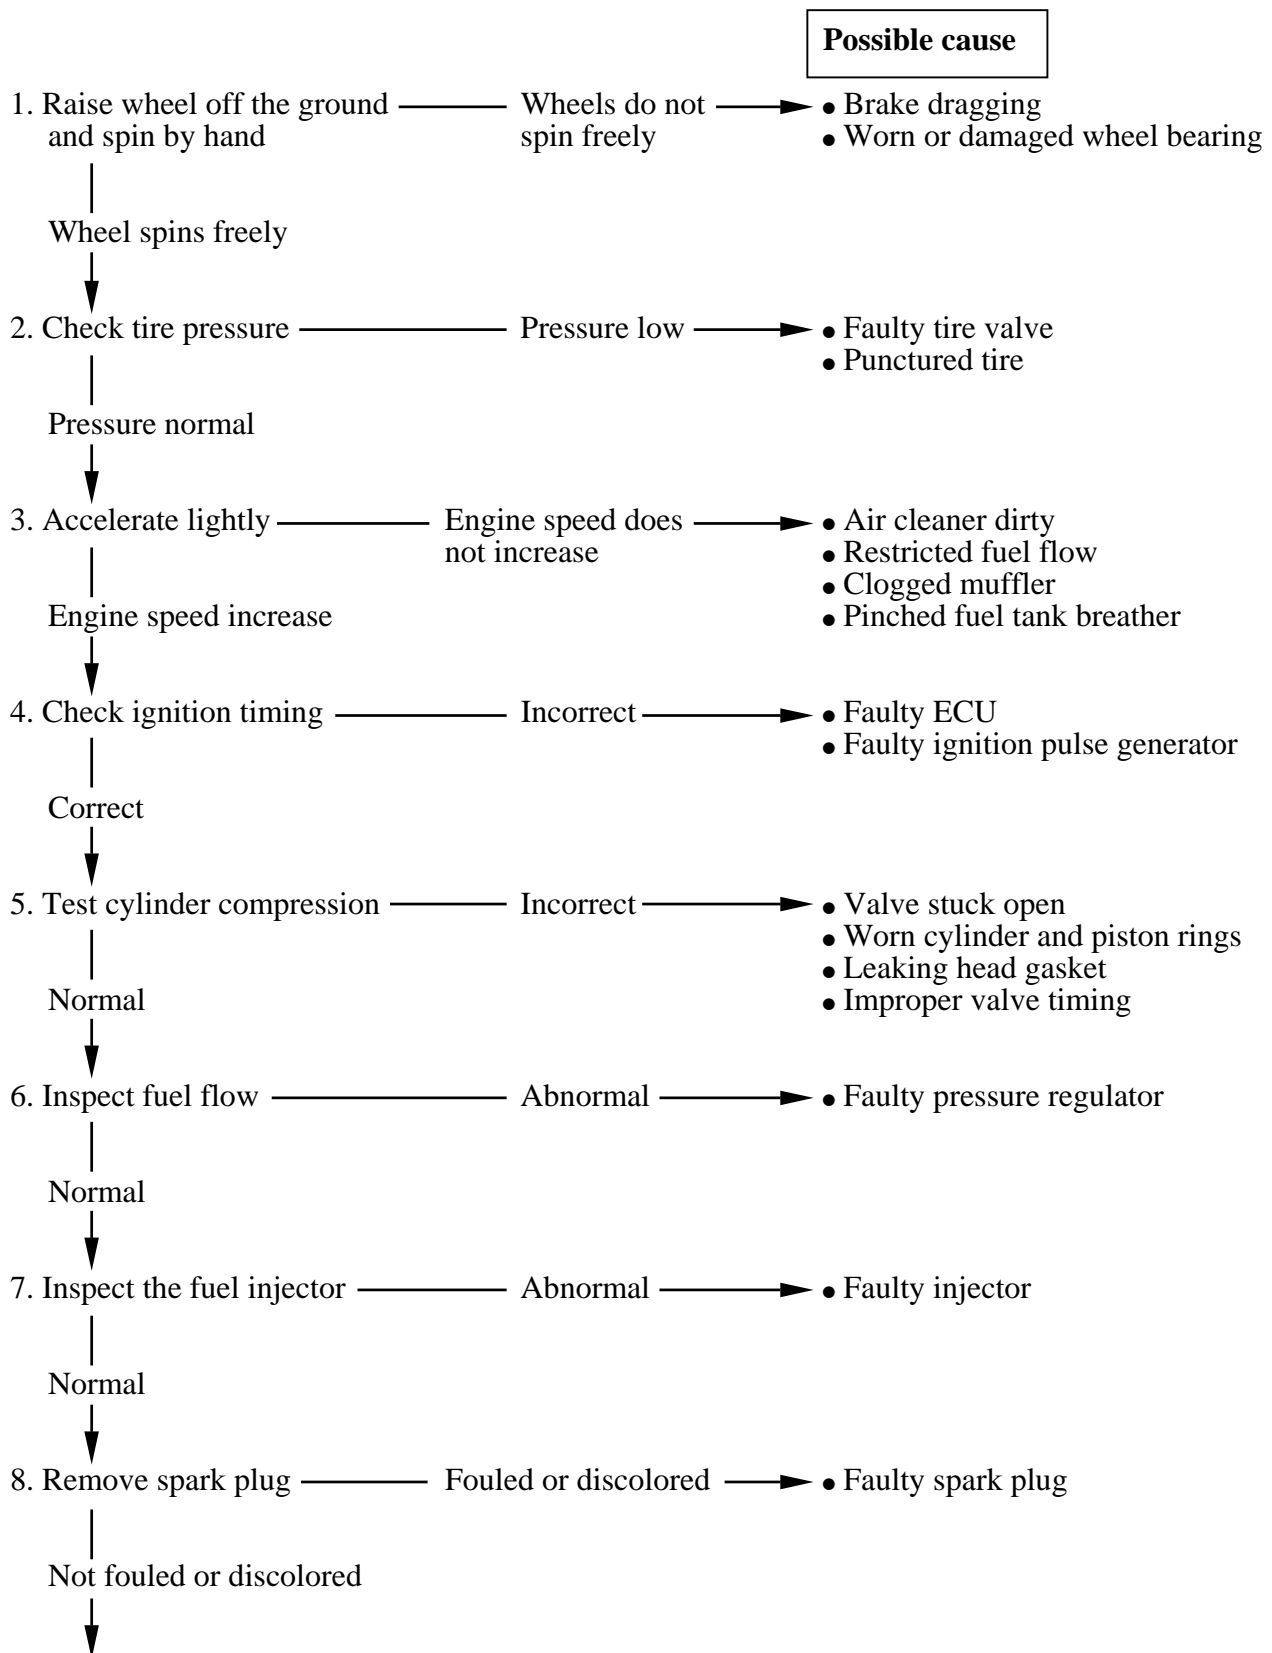 Possible cause
1. Raise wheel off the ground
and spin by hand
Wheels do not
spin freely
● Brake dragging
● Worn or damaged wheel bearing
Wheel spins freely
2. Check tire pressure
Pressure low
● Faulty tire valve
● Punctured tire
Pressure normal
3. Accelerate lightly
Engine speed does
not increase
● Air cleaner dirty
● Restricted fuel flow
● Clogged muffler
● Pinched fuel tank breather
Engine speed increase
4. Check ignition timing
Incorrect
● Faulty ECU
● Faulty ignition pulse generator
Correct
5. Test cylinder compression
Incorrect
● Valve stuck open
● Worn cylinder and piston rings
● Leaking head gasket
● Improper valve timing
Normal
6. Inspect fuel flow
Abnormal
● Faulty pressure regulator
Normal
7. Inspect the fuel injector
Abnormal
● Faulty injector
Normal
8. Remove spark plug
Fouled or discolored
● Faulty spark plug
Not fouled or discolored